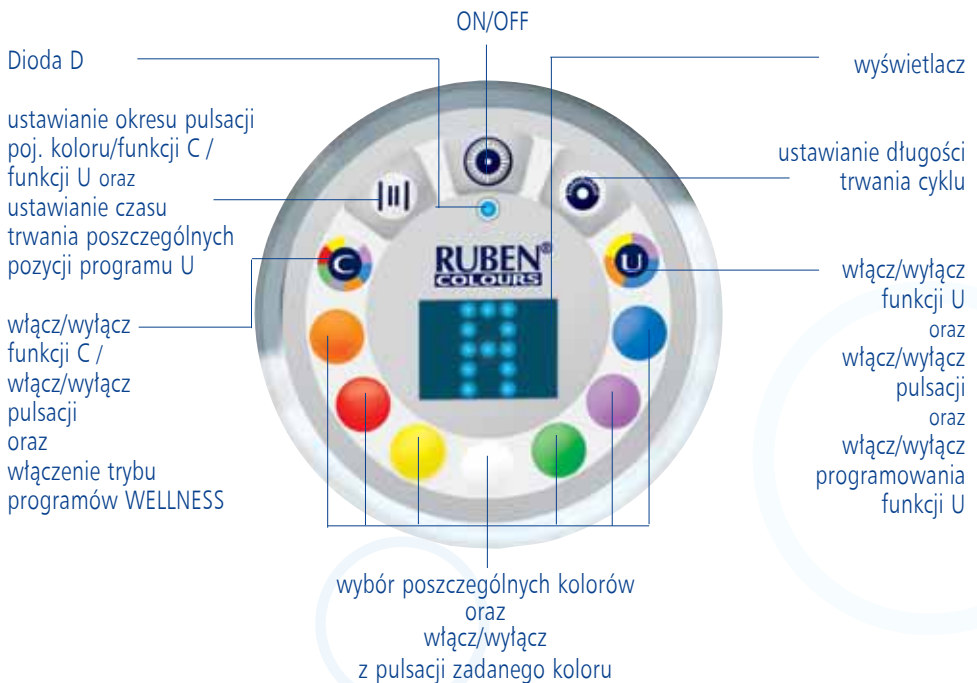 ON/OFF
Dioda D
wyświetlacz
ustawianie okresu pulsacji
poj. koloru/funkcji C /
funkcji U oraz
ustawianie czasu
trwania poszczególnych
pozycji programu U
ustawianie długości
trwania cyklu
C
RUBEN®
COLOURS
U
A
włącz/wyłącz
funkcji C /
włącz/wyłącz
pulsacji
oraz
włączenie trybu
programów WELLNESS
włącz/wyłącz
funkcji U
oraz
włącz/wyłącz
pulsacji
oraz
włącz/wyłącz
programowania
funkcji U
wybór poszczególnych kolorów
oraz
włącz/wyłącz
z pulsacji zadanego koloru